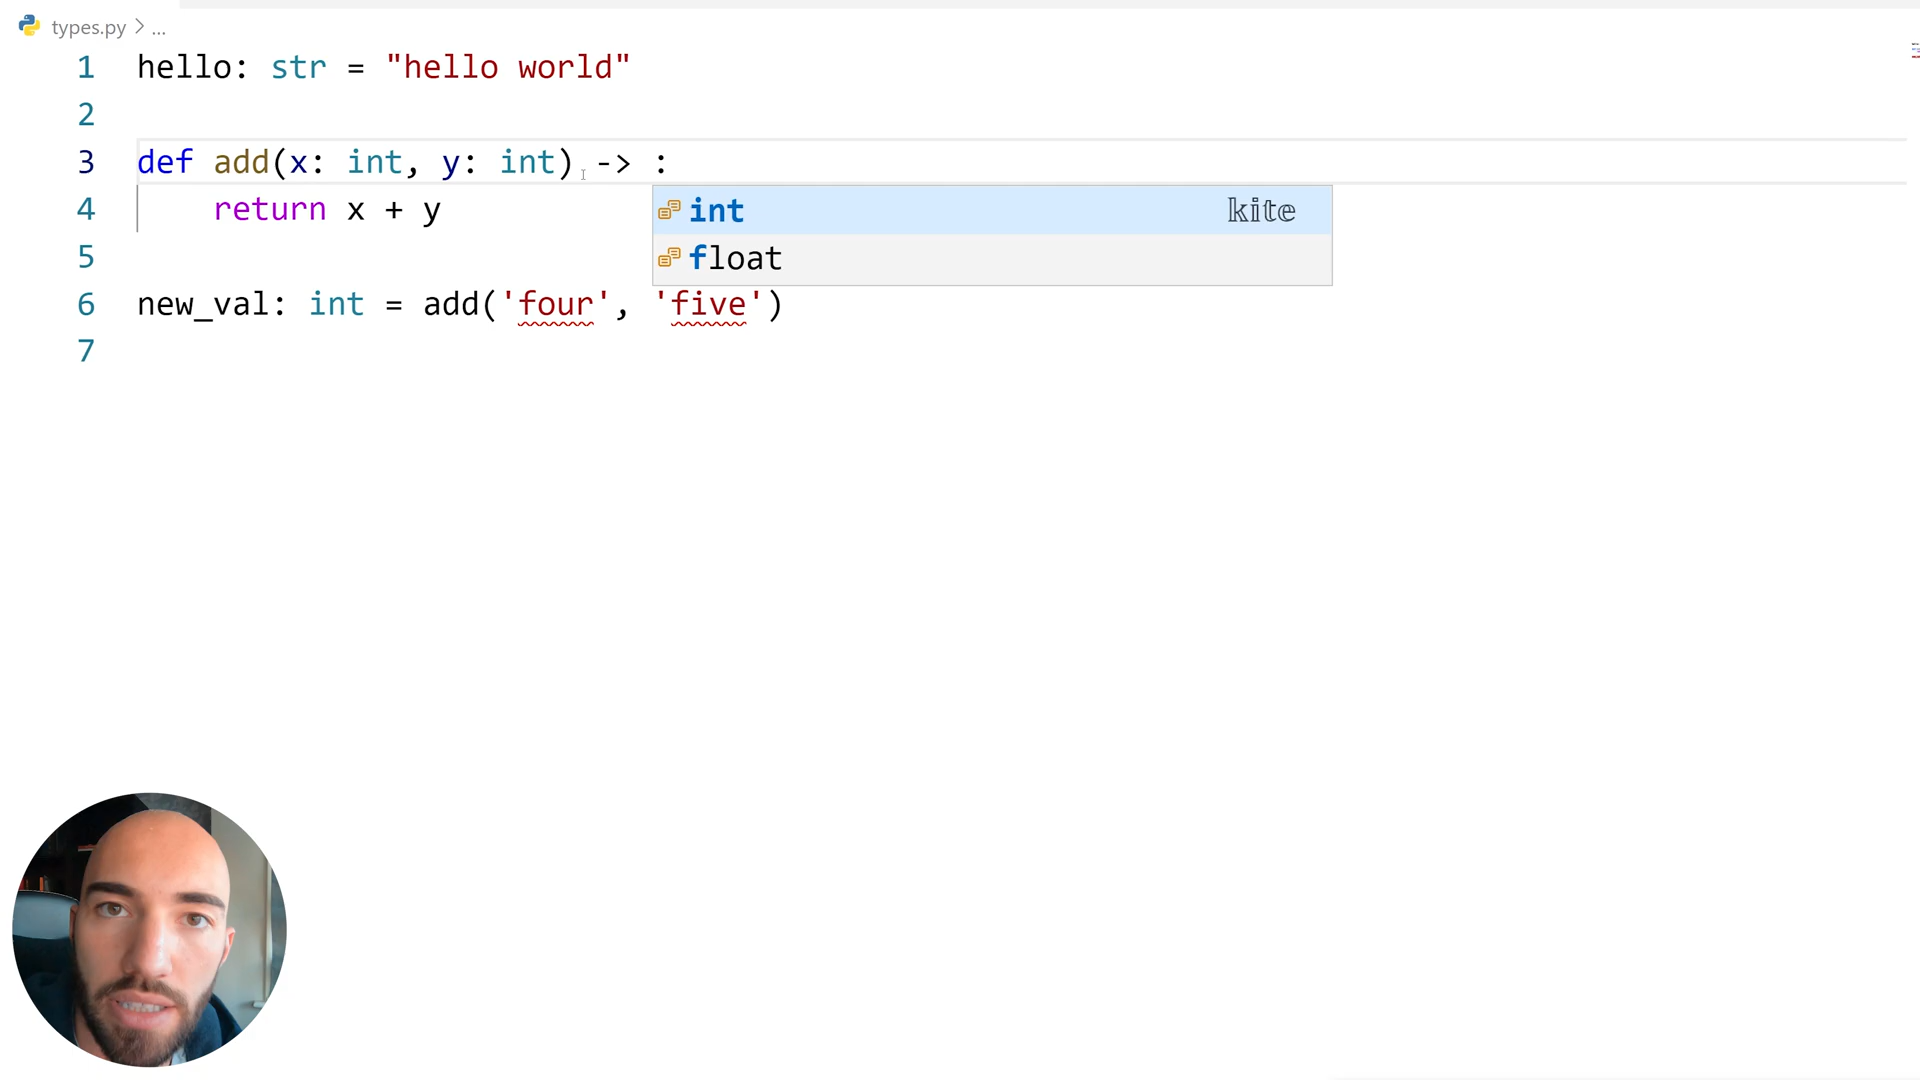 types.py > ...
1 hello: str = "hello world"
2
3 def add(x: int, y: int) -> :
int kite
4 return x + y
float
5
6 new_val: int = add('four', 'five')
7